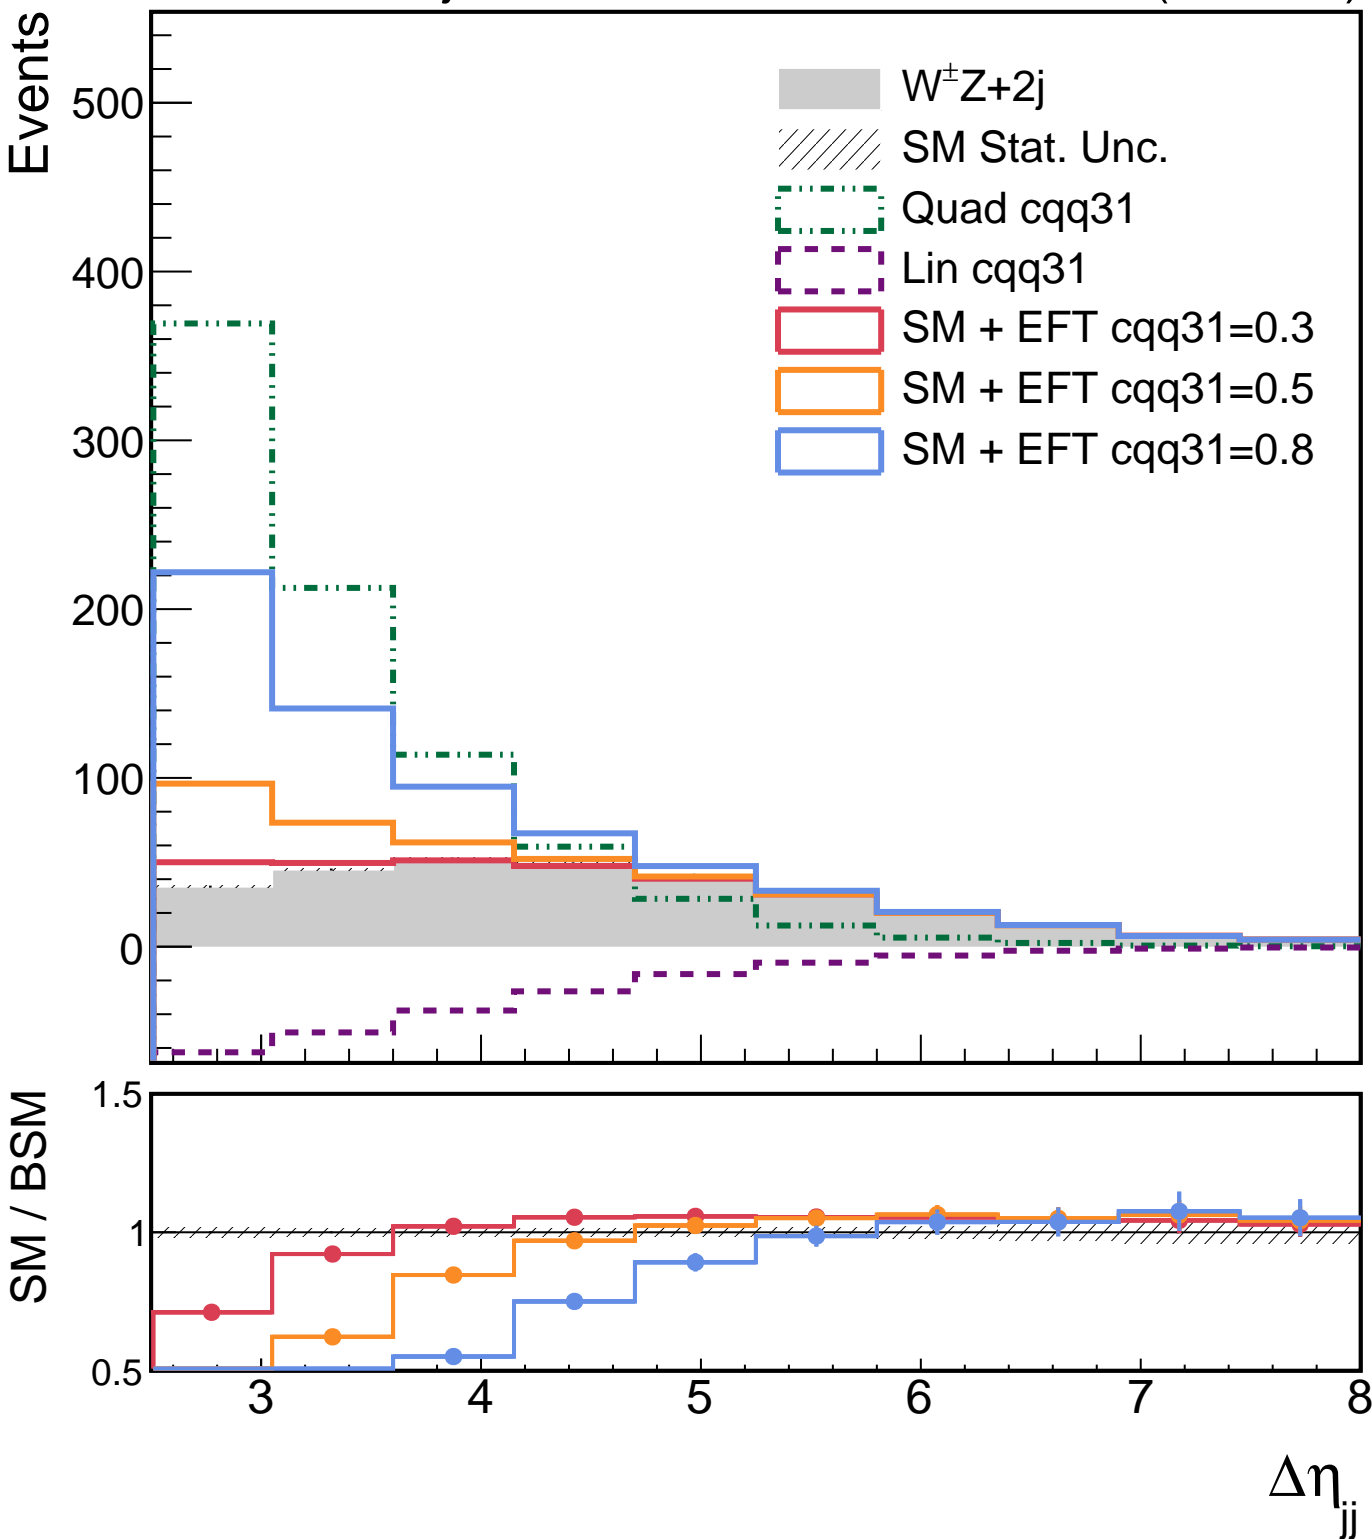 Events
500
400
300
200
100
0
W±Z+2j
SM Stat. Unc.
Quad cqq31
Lin cqq31
SM + EFT cqq31=0.3
SM + EFT cqq31=0.5
SM + EFT cqq31=0.8
SM / BSM
1.5
1
0.5
3 4 5 6 7 8
Δηjj